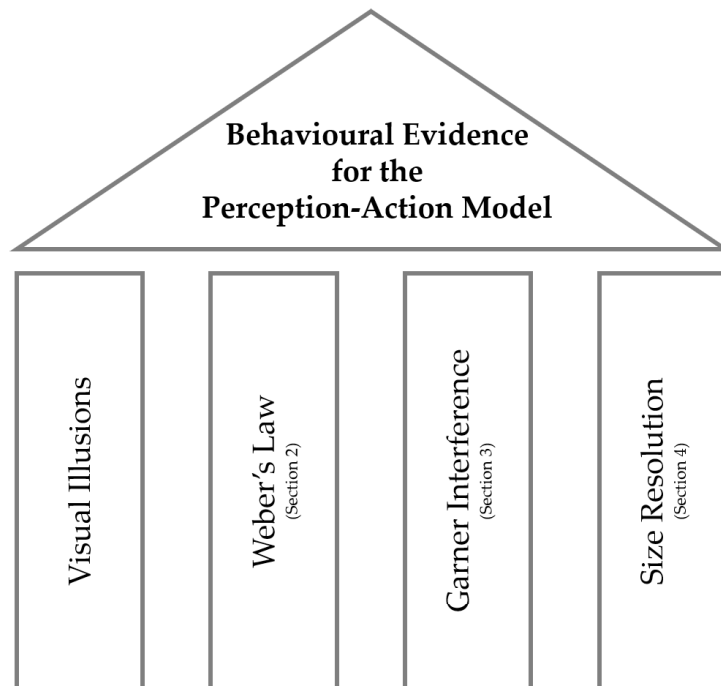 Behavioural Evidence
for the
Perception-Action Model
Visual Illusions
Weber's Law
(Section 2)
Garner Interference
(Section 3)
Size Resolution
(Section 4)